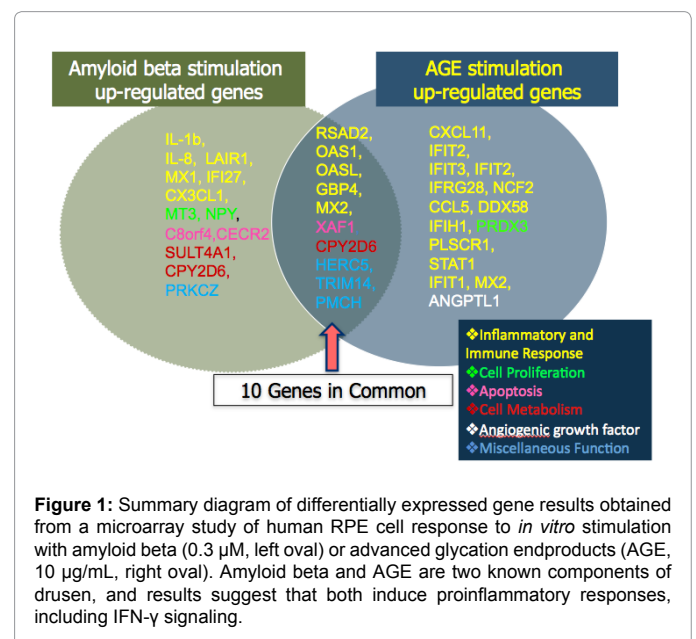 Amyloid beta stimulation
up-regulated genes
AGE stimulation
up-regulated genes
IL-1b,
IL-8, LAIR1,
MX1, IFI27,
CX3CL1,
MT3, NPY,
C8orf4,CECR2
SULT4A1,
CPY2D6,
PRKCZ
RSAD2,
OAS1,
OASL,
GBP4,
MX2,
XAF1
CPY2D6
HERC5,
TRIM14,
PMCH
CXCL11,
IFIT2,
IFIT3, IFIT2,
IFRG28, NCF2
CCL5, DDX58
IFIH1, PRDX3
PLSCR1,
STAT1
IFIT1, MX2,
ANGPTL1
10 Genes in Common
❖Inflammatory and
Immune Response
❖Cell Proliferation
❖Apoptosis
❖Cell Metabolism
❖Angiogenic growth factor
❖Miscellaneous Function
Figure 1: Summary diagram of differentially expressed gene results obtained
from a microarray study of human RPE cell response to in vitro stimulation
with amyloid beta (0.3 μM, left oval) or advanced glycation endproducts (AGE,
10 μg/mL, right oval). Amyloid beta and AGE are two known components of
drusen, and results suggest that both induce proinflammatory responses,
including IFN-γ signaling.